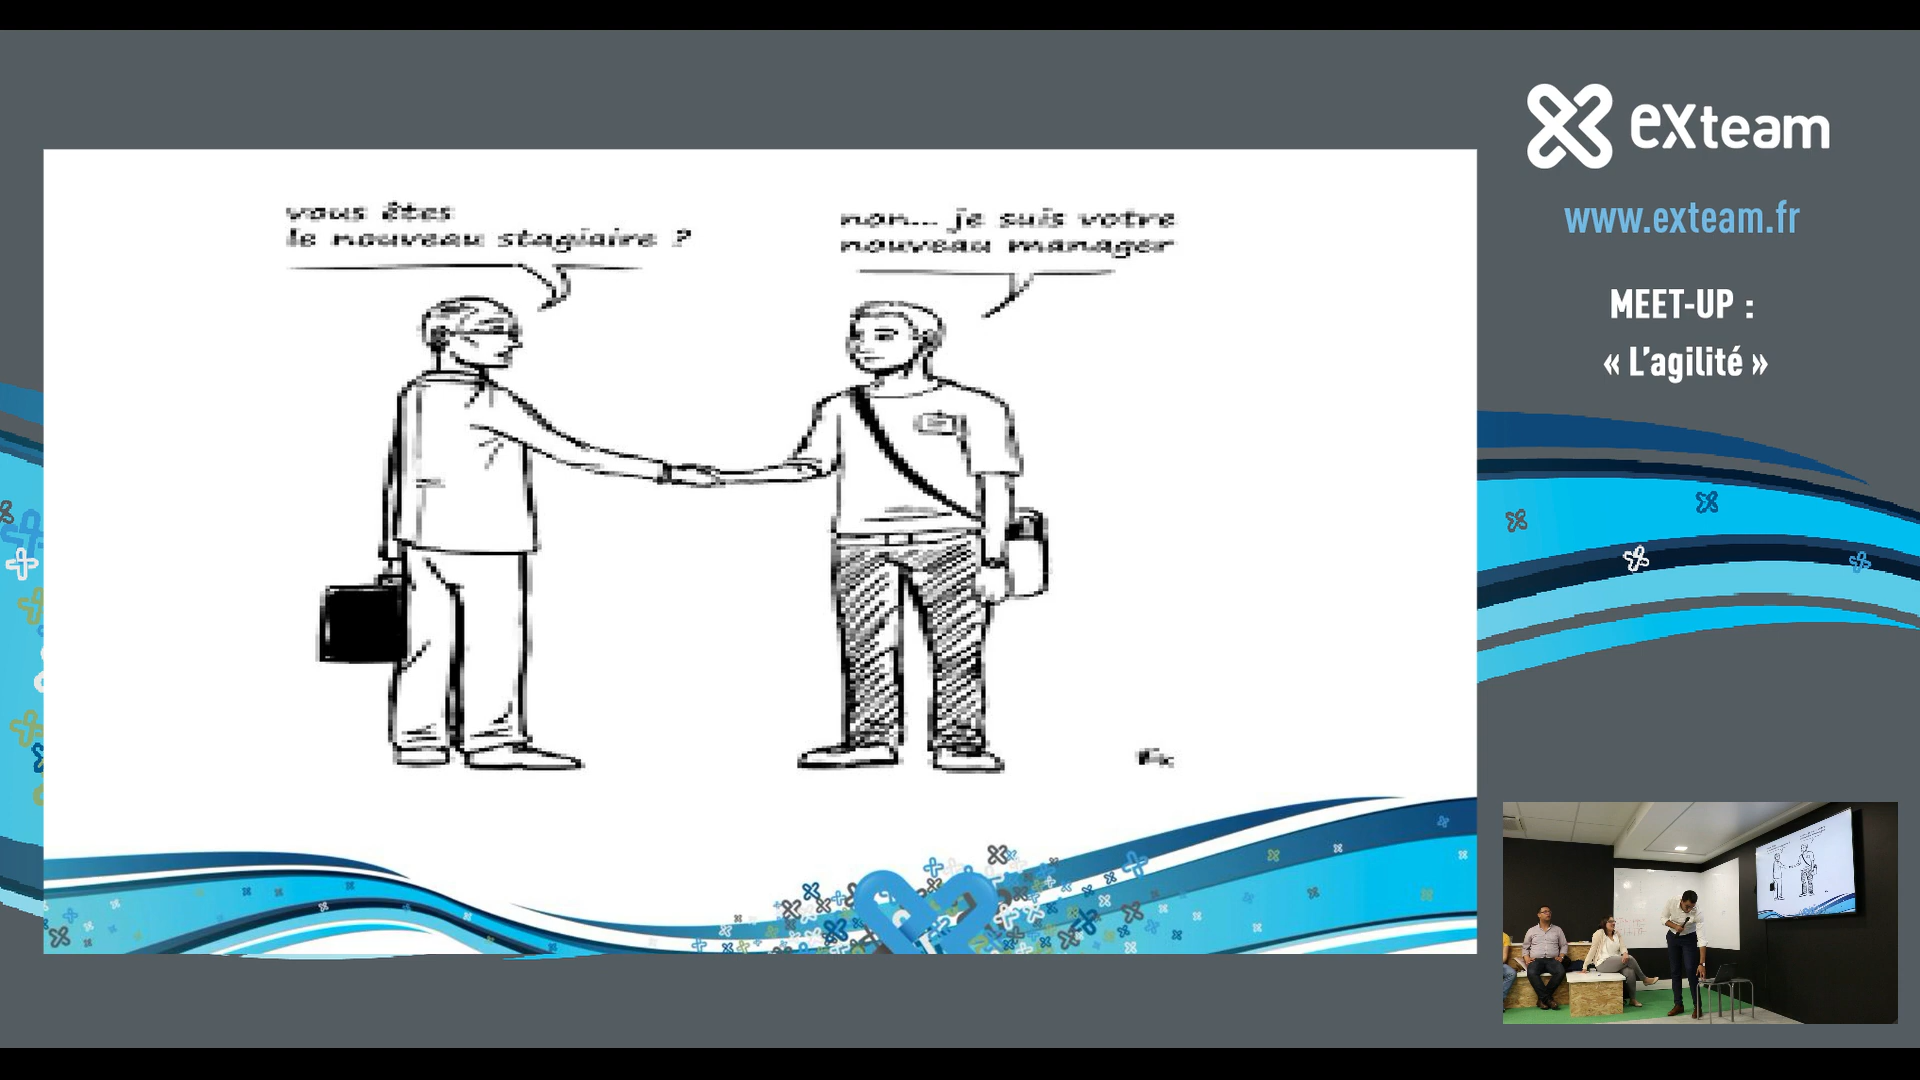 vous êtes
le nouveau stagiaire ?
non... je suis votre
nouveau manager
exteam
www.exteam.fr
MEET-UP :
« L'agilité »